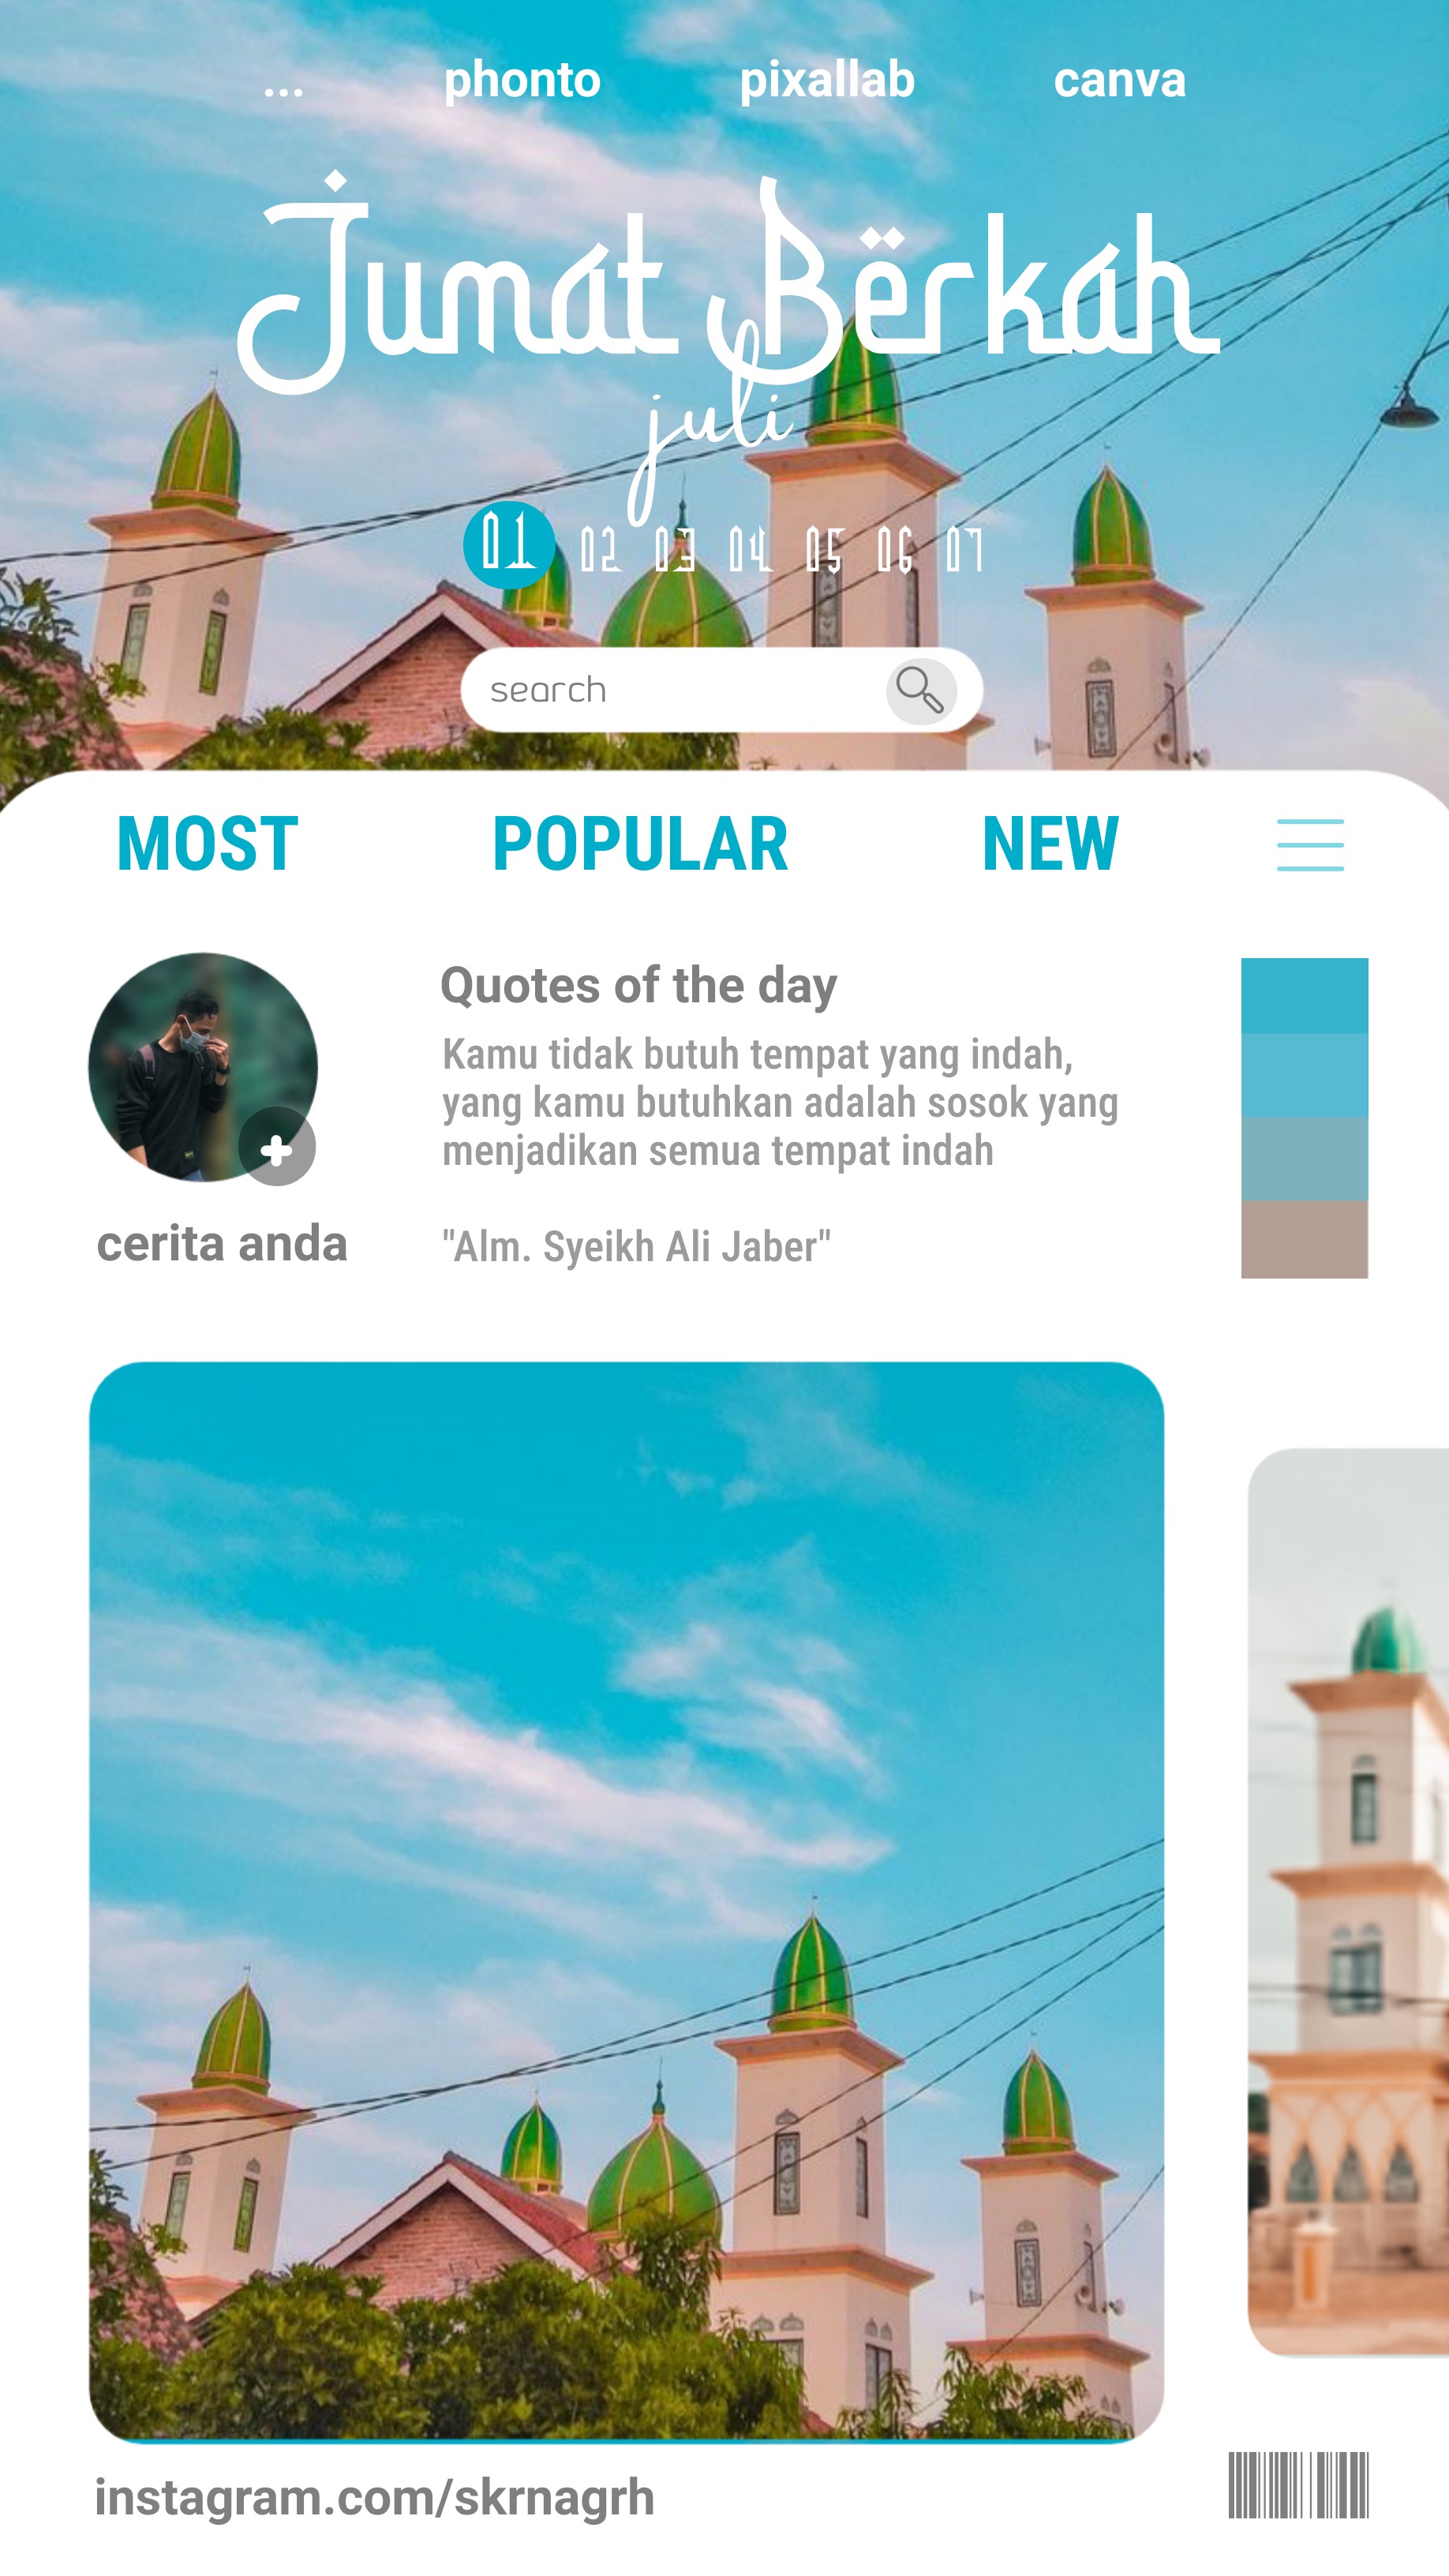 ... phonto pixallab canva
Jumat Bërkah
juli
01 02 03 04 05 06 07
search
MOST POPULAR NEW
Quotes of the day
Kamu tidak butuh tempat yang indah,
yang kamu butuhkan adalah sosok yang
menjadikan semua tempat indah
cerita anda
"Alm. Syeikh Ali Jaber"
instagram.com/skrnagrh